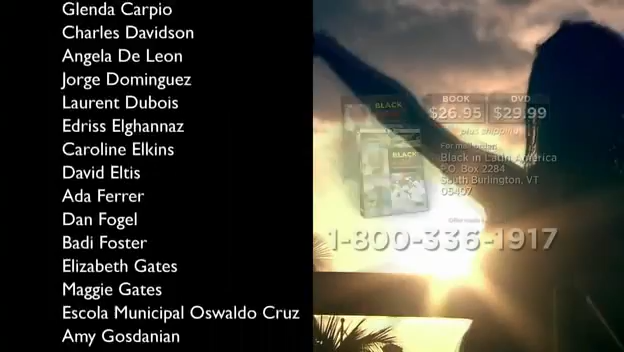 Glenda Carpio
Charles Davidson
Angela De Leon
Jorge Dominguez
Laurent Dubois
Edriss Elghannaz
Caroline Elkins
David Eltis
Ada Ferrer
Dan Fogel
Badi Foster
Elizabeth Gates
Maggie Gates
Escola Municipal Oswaldo Cruz
Amy Gosdanian
BLACK
BLACK
BOOK DVD
$26.95 $29.99
plus shipping
For mail orders:
Black in Latin America
P.O. Box 2284
South Burlington, VT
05407
1-800-336-1917